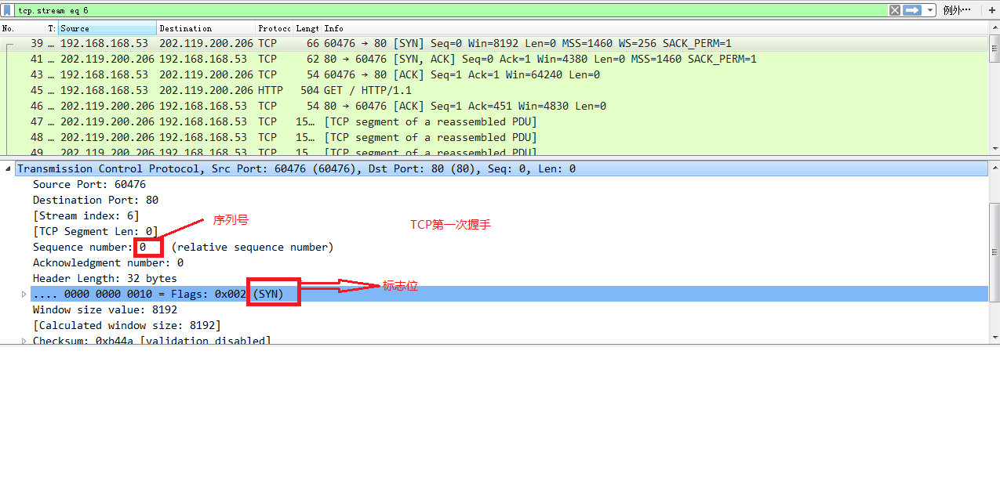 tcp.stream eq 6 例外…
No. T: Source Destination Protocc Lengt Info
39 … 192.168.168.53 202.119.200.206 TCP 66 60476 → 80 [SYN] Seq=0 Win=8192 Len=0 MSS=1460 WS=256 SACK_PERM=1
41 … 202.119.200.206 192.168.168.53 TCP 62 80 → 60476 [SYN, ACK] Seq=0 Ack=1 Win=4380 Len=0 MSS=1460 SACK_PERM=1
43 … 192.168.168.53 202.119.200.206 TCP 54 60476 → 80 [ACK] Seq=1 Ack=1 Win=64240 Len=0
45 … 192.168.168.53 202.119.200.206 HTTP 504 GET / HTTP/1.1
46 … 202.119.200.206 192.168.168.53 TCP 54 80 → 60476 [ACK] Seq=1 Ack=451 Win=4830 Len=0
47 … 202.119.200.206 192.168.168.53 TCP 15… [TCP segment of a reassembled PDU]
48 … 202.119.200.206 192.168.168.53 TCP 15… [TCP segment of a reassembled PDU]
49 … 202.119.200.206 192.168.168.53 TCP 15… [TCP segment of a reassembled PDU]
Transmission Control Protocol, Src Port: 60476 (60476), Dst Port: 80 (80), Seq: 0, Len: 0
Source Port: 60476
Destination Port: 80
[Stream index: 6]
序列号
TCP第一次握手
[TCP Segment Len: 0]
Sequence number: 0 (relative sequence number)
Acknowledgment number: 0
Header Length: 32 bytes
标志位
.... 0000 0000 0010 = Flags: 0x002 (SYN)
Window size value: 8192
[Calculated window size: 8192]
Checksum: 0xb44a [validation disabled]